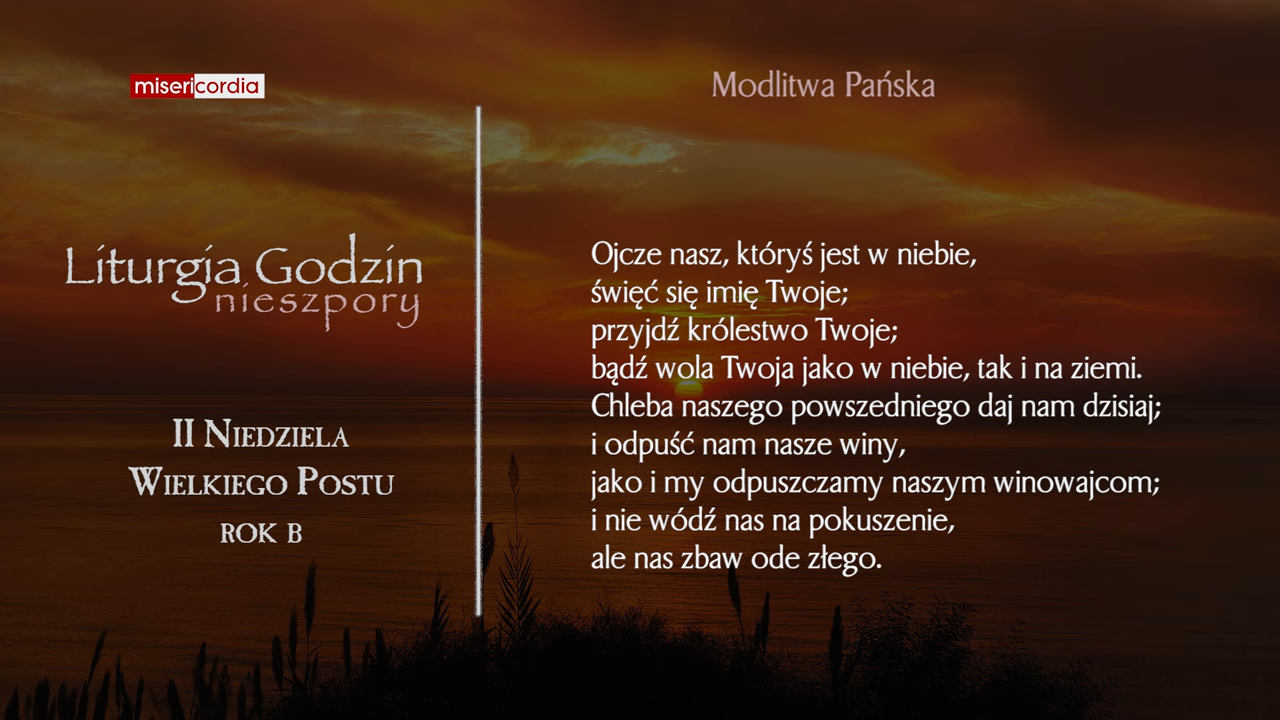 misericordia
Liturgia Godzin
nieszpory
II Niedziela
Wielkiego Postu
rok B
Modlitwa Pańska
Ojcze nasz, któryś jest w niebie,
święć się imię Twoje;
przyjdź królestwo Twoje;
bądź wola Twoja jako w niebie, tak i na ziemi.
Chleba naszego powszedniego daj nam dzisiaj;
i odpuść nam nasze winy,
jako i my odpuszczamy naszym winowajcom;
i nie wódź nas na pokuszenie,
ale nas zbaw ode złego.